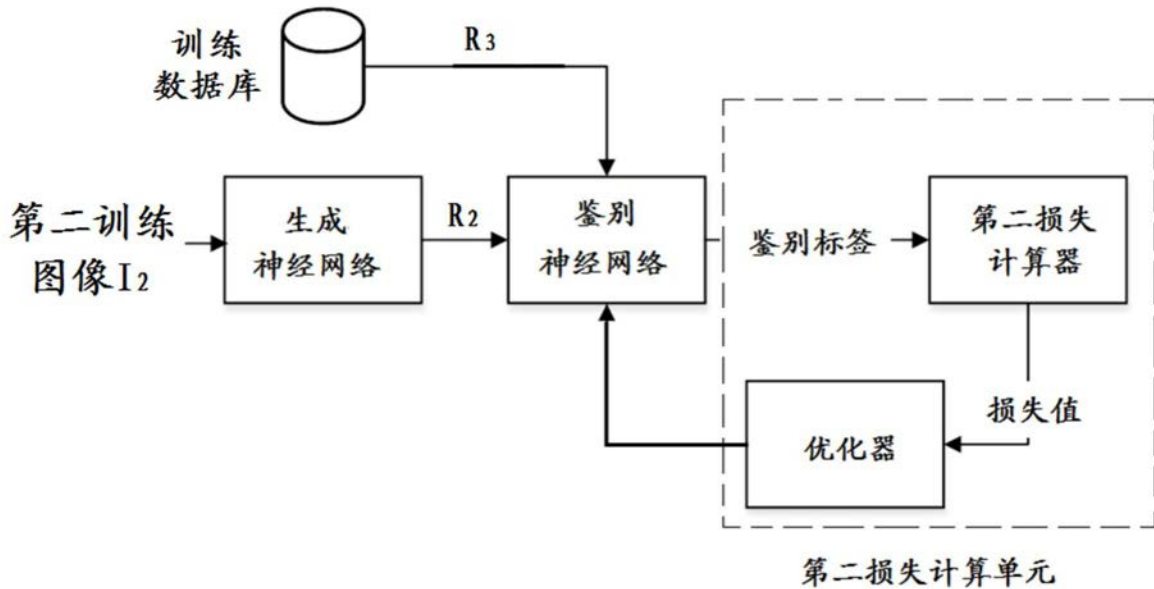 训练
数据库
R3
第二训练
图像I2
生成
神经网络
R2
鉴别
神经网络
鉴别标签
第二损失
计算器
损失值
优化器
第二损失计算单元